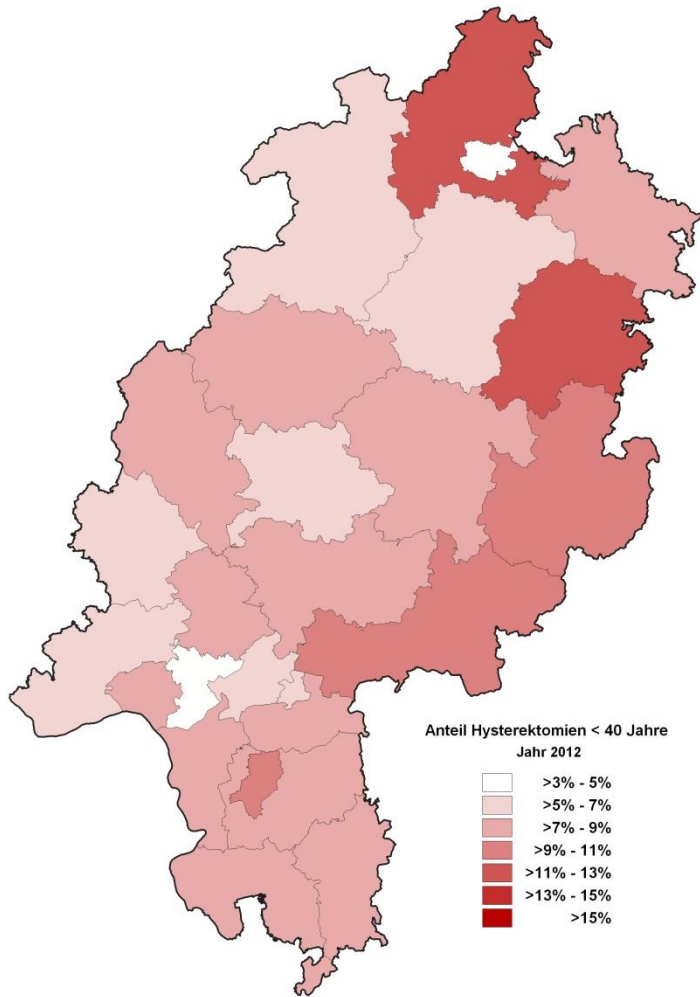 Anteil Hysterektomien < 40 Jahre
Jahr 2012
>3% - 5%
>5% - 7%
>7% - 9%
>9% - 11%
>11% - 13%
>13% - 15%
>15%